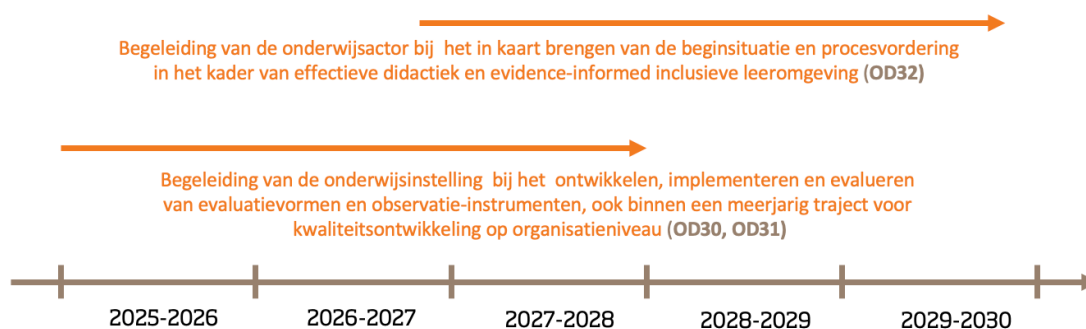 Begeleiding van de onderwijsactor bij het in kaart brengen van de beginsituatie en procesvordering
in het kader van effectieve didactiek en evidence-informed inclusieve leeromgeving (OD32)
Begeleiding van de onderwijsinstelling bij het ontwikkelen, implementeren en evalueren
van evaluatievormen en observatie-instrumenten, ook binnen een meerjarig traject voor
kwaliteitsontwikkeling op organisatieniveau (OD30, OD31)
2025-2026 2026-2027 2027-2028 2028-2029 2029-2030